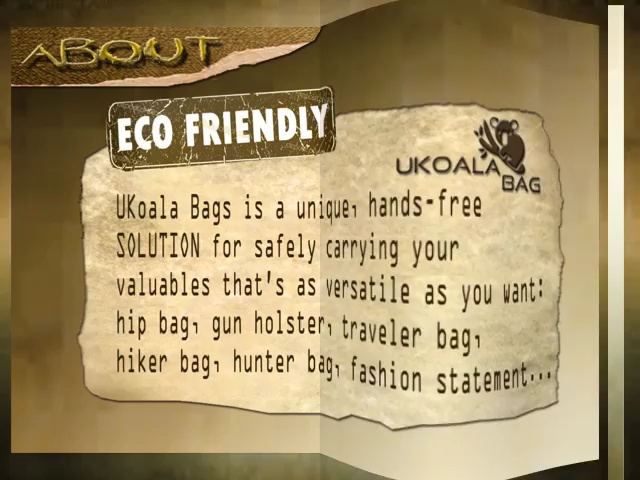 ABOUT
ECO FRIENDLY
UKOALA
BAG
UKoala Bags is a unique, hands-free
SOLUTION for safely carrying your
valuables that's as versatile as you want:
hip bag, gun holster, traveler bag,
hiker bag, hunter bag, fashion statement...